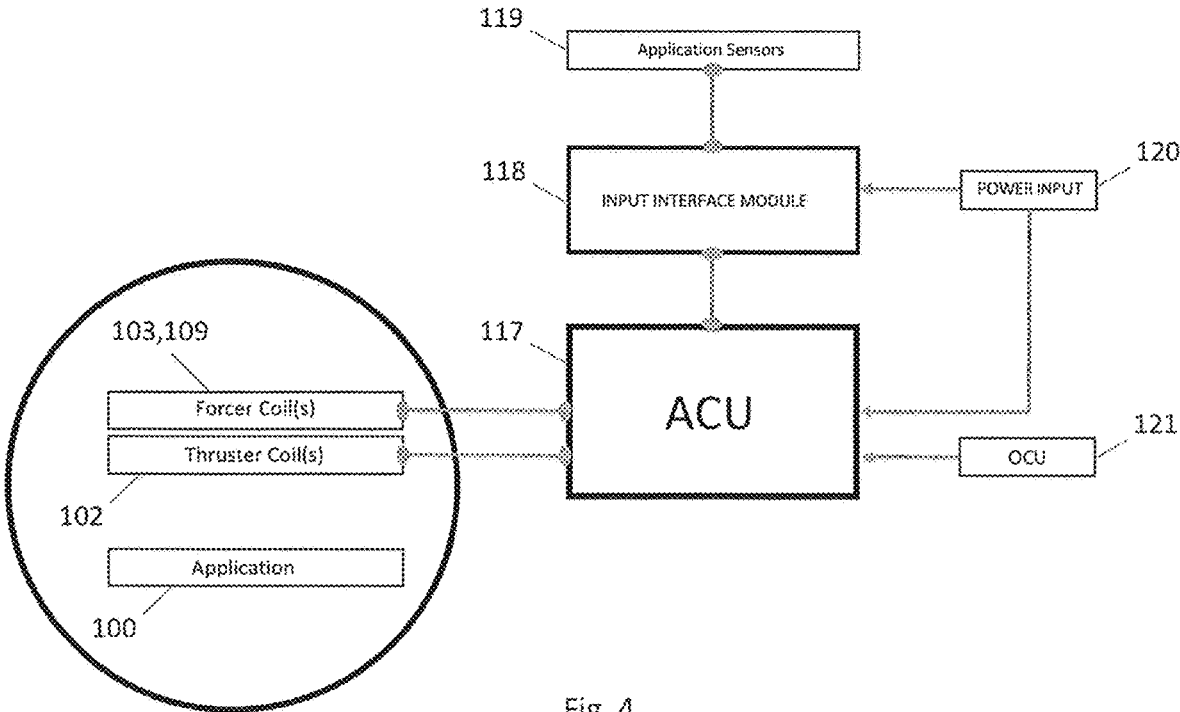 119
Application Sensors
118
INPUT INTERFACE MODULE
120
POWER INPUT
103,109
Forcer Coil(s)
Thruster Coil(s)
102
Application
100
117
ACU
121
OCU
Fig. 4